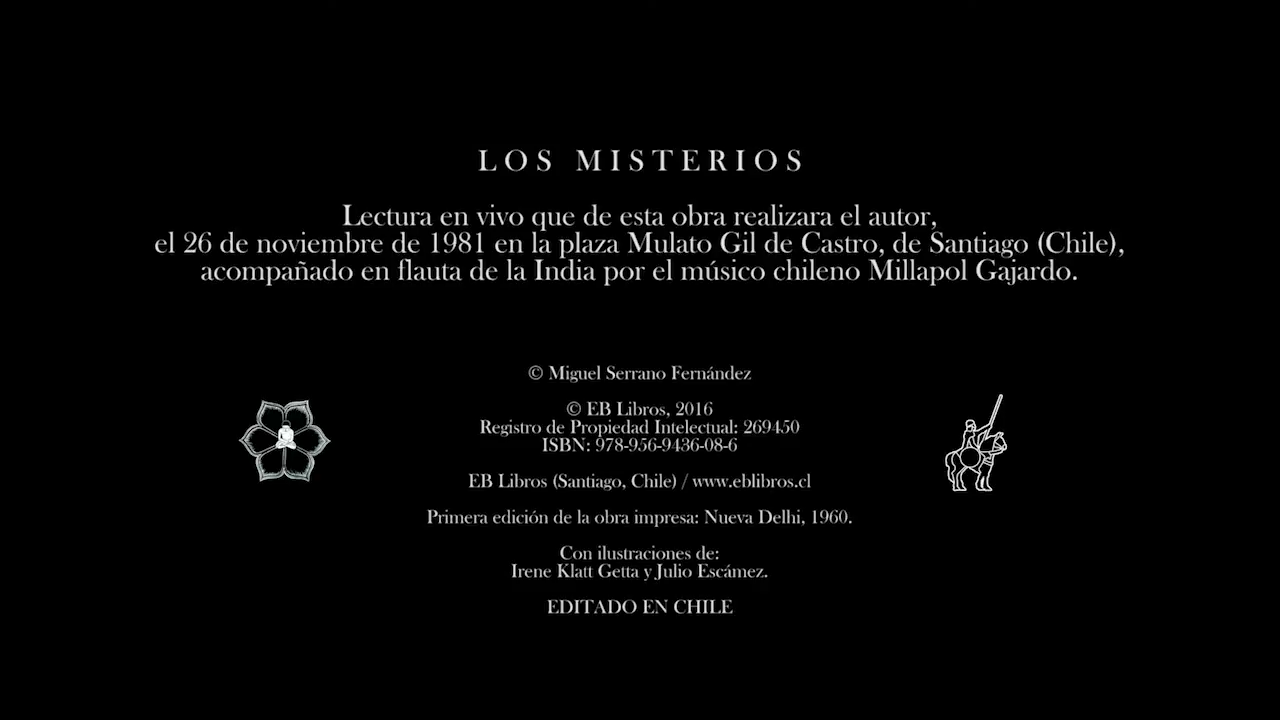 LOS MISTERIOS
Lectura en vivo que de esta obra realizara el autor,
el 26 de noviembre de 1981 en la plaza Mulato Gil de Castro, de Santiago (Chile),
acompañado en flauta de la India por el músico chileno Millapol Gajardo.
© Miguel Serrano Fernández
© EB Libros, 2016
Registro de Propiedad Intelectual: 269450
ISBN: 978-956-9436-08-6
EB Libros (Santiago, Chile) / www.eblibros.cl
Primera edición de la obra impresa: Nueva Delhi, 1960.
Con ilustraciones de:
Irene Klatt Getta y Julio Escámez.
EDITADO EN CHILE